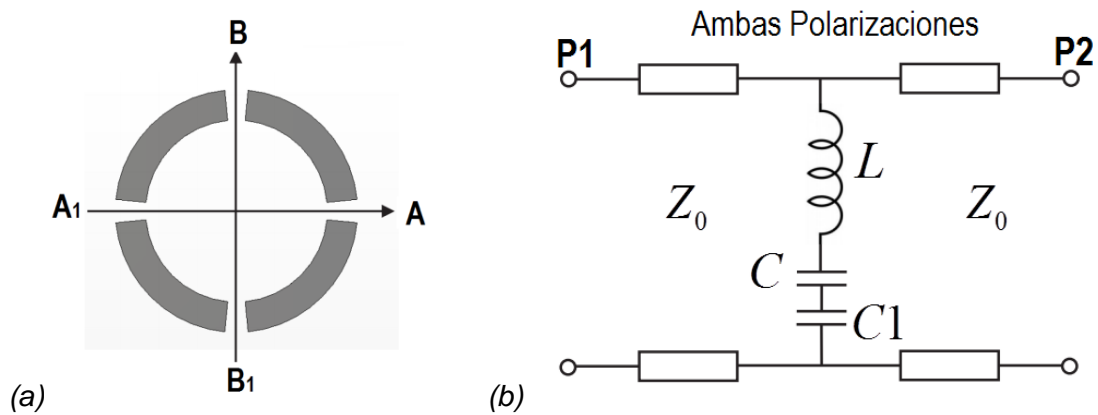 Ambas Polarizaciones
B
P1
P2
L
A1
A
Z0
Z0
C
C1
B1
(a)
(b)